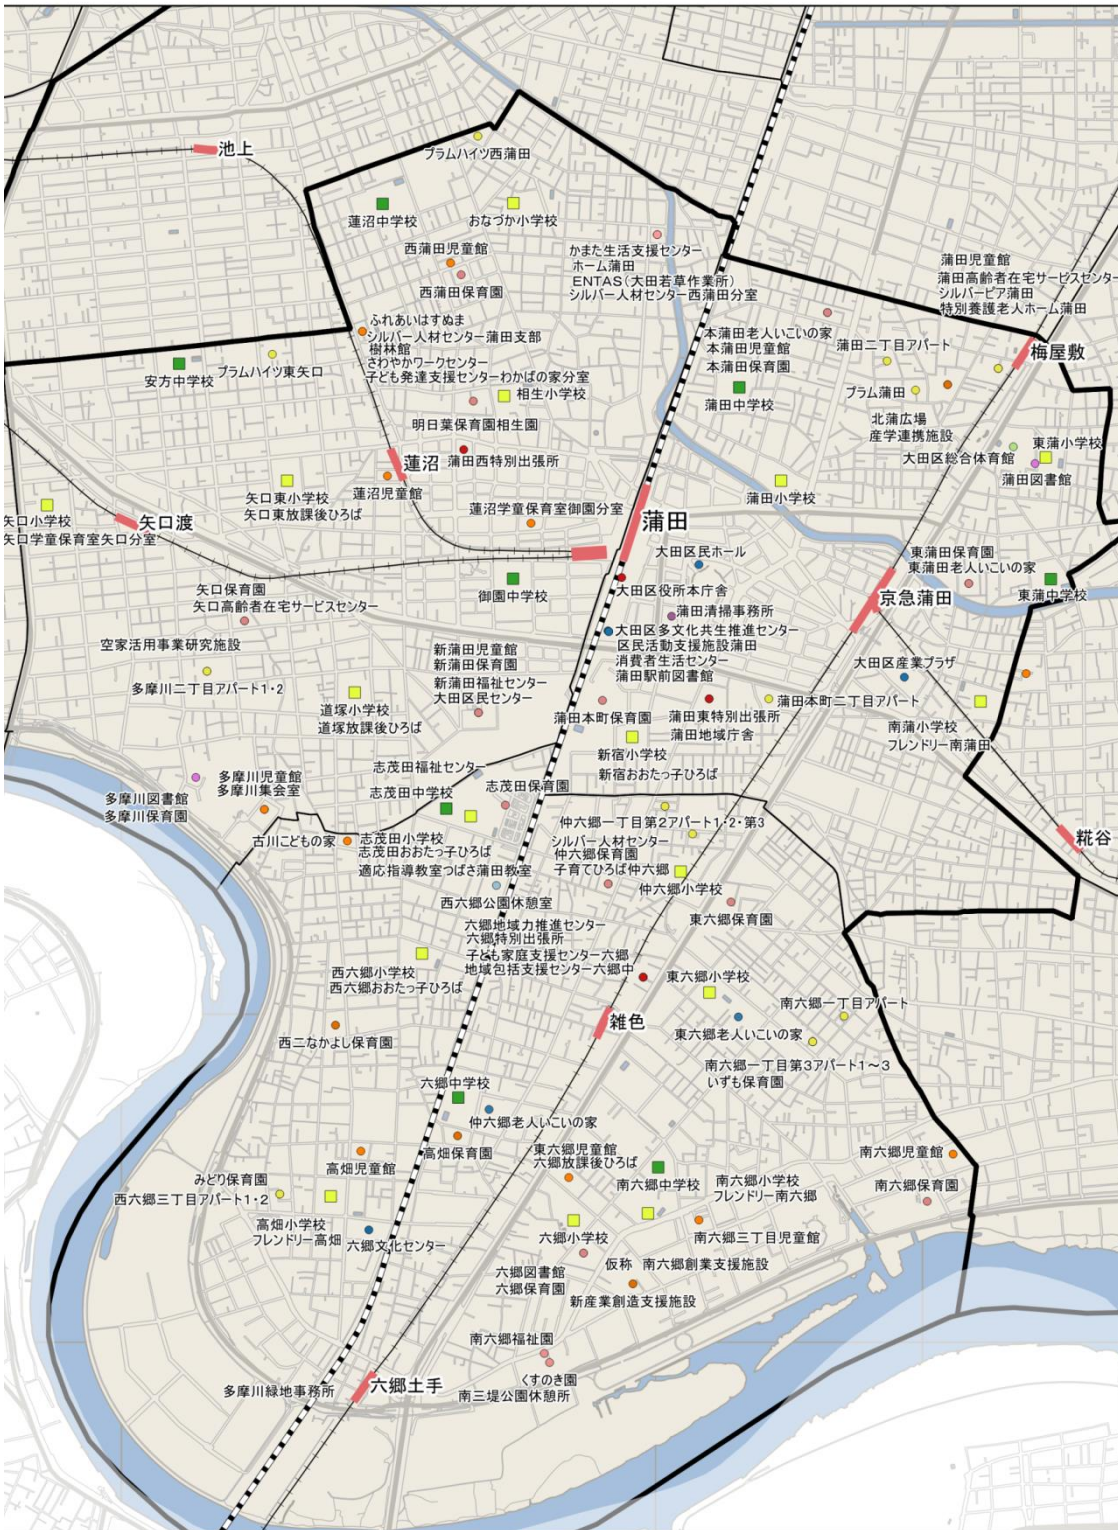 池上
プラムハイツ西蒲田
蓮沼中学校
おなづか小学校
西蒲田児童館
西蒲田保育園
かまた生活支援センター
ホーム蒲田
ENTAS(大田若草作業所)
シルバー人材センター西蒲田分室
蒲田児童館
蒲田高齢者在宅サービスセンター
シルバーピア蒲田
特別養護老人ホーム蒲田
梅屋敷
ふれあいはすぬま
シルバー人材センター蒲田支部
樹林館
さわやかワークセンター
子ども発達支援センターわかばの家分室
本蒲田老人いこいの家
本蒲田児童館
本蒲田保育園
蒲田二丁目アパート
安方中学校
プラムハイツ東矢口
相生小学校
明日葉保育園相生園
蒲田中学校
プラム蒲田
北蒲広場
産学連携施設
東蒲小学校
大田区総合体育館
蒲田図書館
蓮沼
蒲田西特別出張所
蓮沼児童館
矢口東小学校
矢口東放課後ひろば
蒲田小学校
矢口小学校
矢口学童保育室矢口分室
矢口渡
蓮沼学童保育室御園分室
蒲田
大田区民ホール
東蒲田保育園
東蒲田老人いこいの家
矢口保育園
矢口高齢者在宅サービスセンター
御園中学校
大田区役所本庁舎
京急蒲田
東蒲中学校
蒲田清掃事務所
大田区多文化共生推進センター
区民活動支援施設蒲田
消費者生活センター
蒲田駅前図書館
空家活用事業研究施設
多摩川二丁目アパート1・2
新蒲田児童館
新蒲田保育園
新蒲田福祉センター
大田区民センター
大田区産業プラザ
道塚小学校
道塚放課後ひろば
蒲田本町保育園
蒲田東特別出張所
蒲田地域庁舎
蒲田本町二丁目アパート
南蒲小学校
フレンドリー南蒲田
新宿小学校
新宿おおたっ子ひろば
多摩川児童館
多摩川集会室
多摩川図書館
多摩川保育園
志茂田福祉センター
志茂田中学校
志茂田保育園
古川こどもの家
志茂田小学校
志茂田おおたっ子ひろば
適応指導教室つばさ蒲田教室
仲六郷一丁目第2アパート1・2・第3
シルバー人材センター
仲六郷保育園
子育てひろば仲六郷
糀谷
西六郷公園休憩室
仲六郷小学校
東六郷保育園
六郷地域力推進センター
六郷特別出張所
子ども家庭支援センター六郷
地域包括支援センター六郷中
西六郷小学校
西六郷おおたっ子ひろば
東六郷小学校
南六郷一丁目アパート
雑色
西二なかよし保育園
東六郷老人いこいの家
南六郷一丁目第3アパート1~3
いずも保育園
六郷中学校
仲六郷老人いこいの家
高畑保育園
東六郷児童館
六郷放課後ひろば
高畑児童館
南六郷児童館
みどり保育園
西六郷三丁目アパート1・2
南六郷中学校
南六郷小学校
フレンドリー南六郷
南六郷保育園
高畑小学校
フレンドリー高畑
六郷文化センター
六郷小学校
南六郷三丁目児童館
六郷図書館
六郷保育園
仮称 南六郷創業支援施設
新産業創造支援施設
南六郷福祉園
くすのき園
南三堤公園休憩所
六郷土手
多摩川緑地事務所